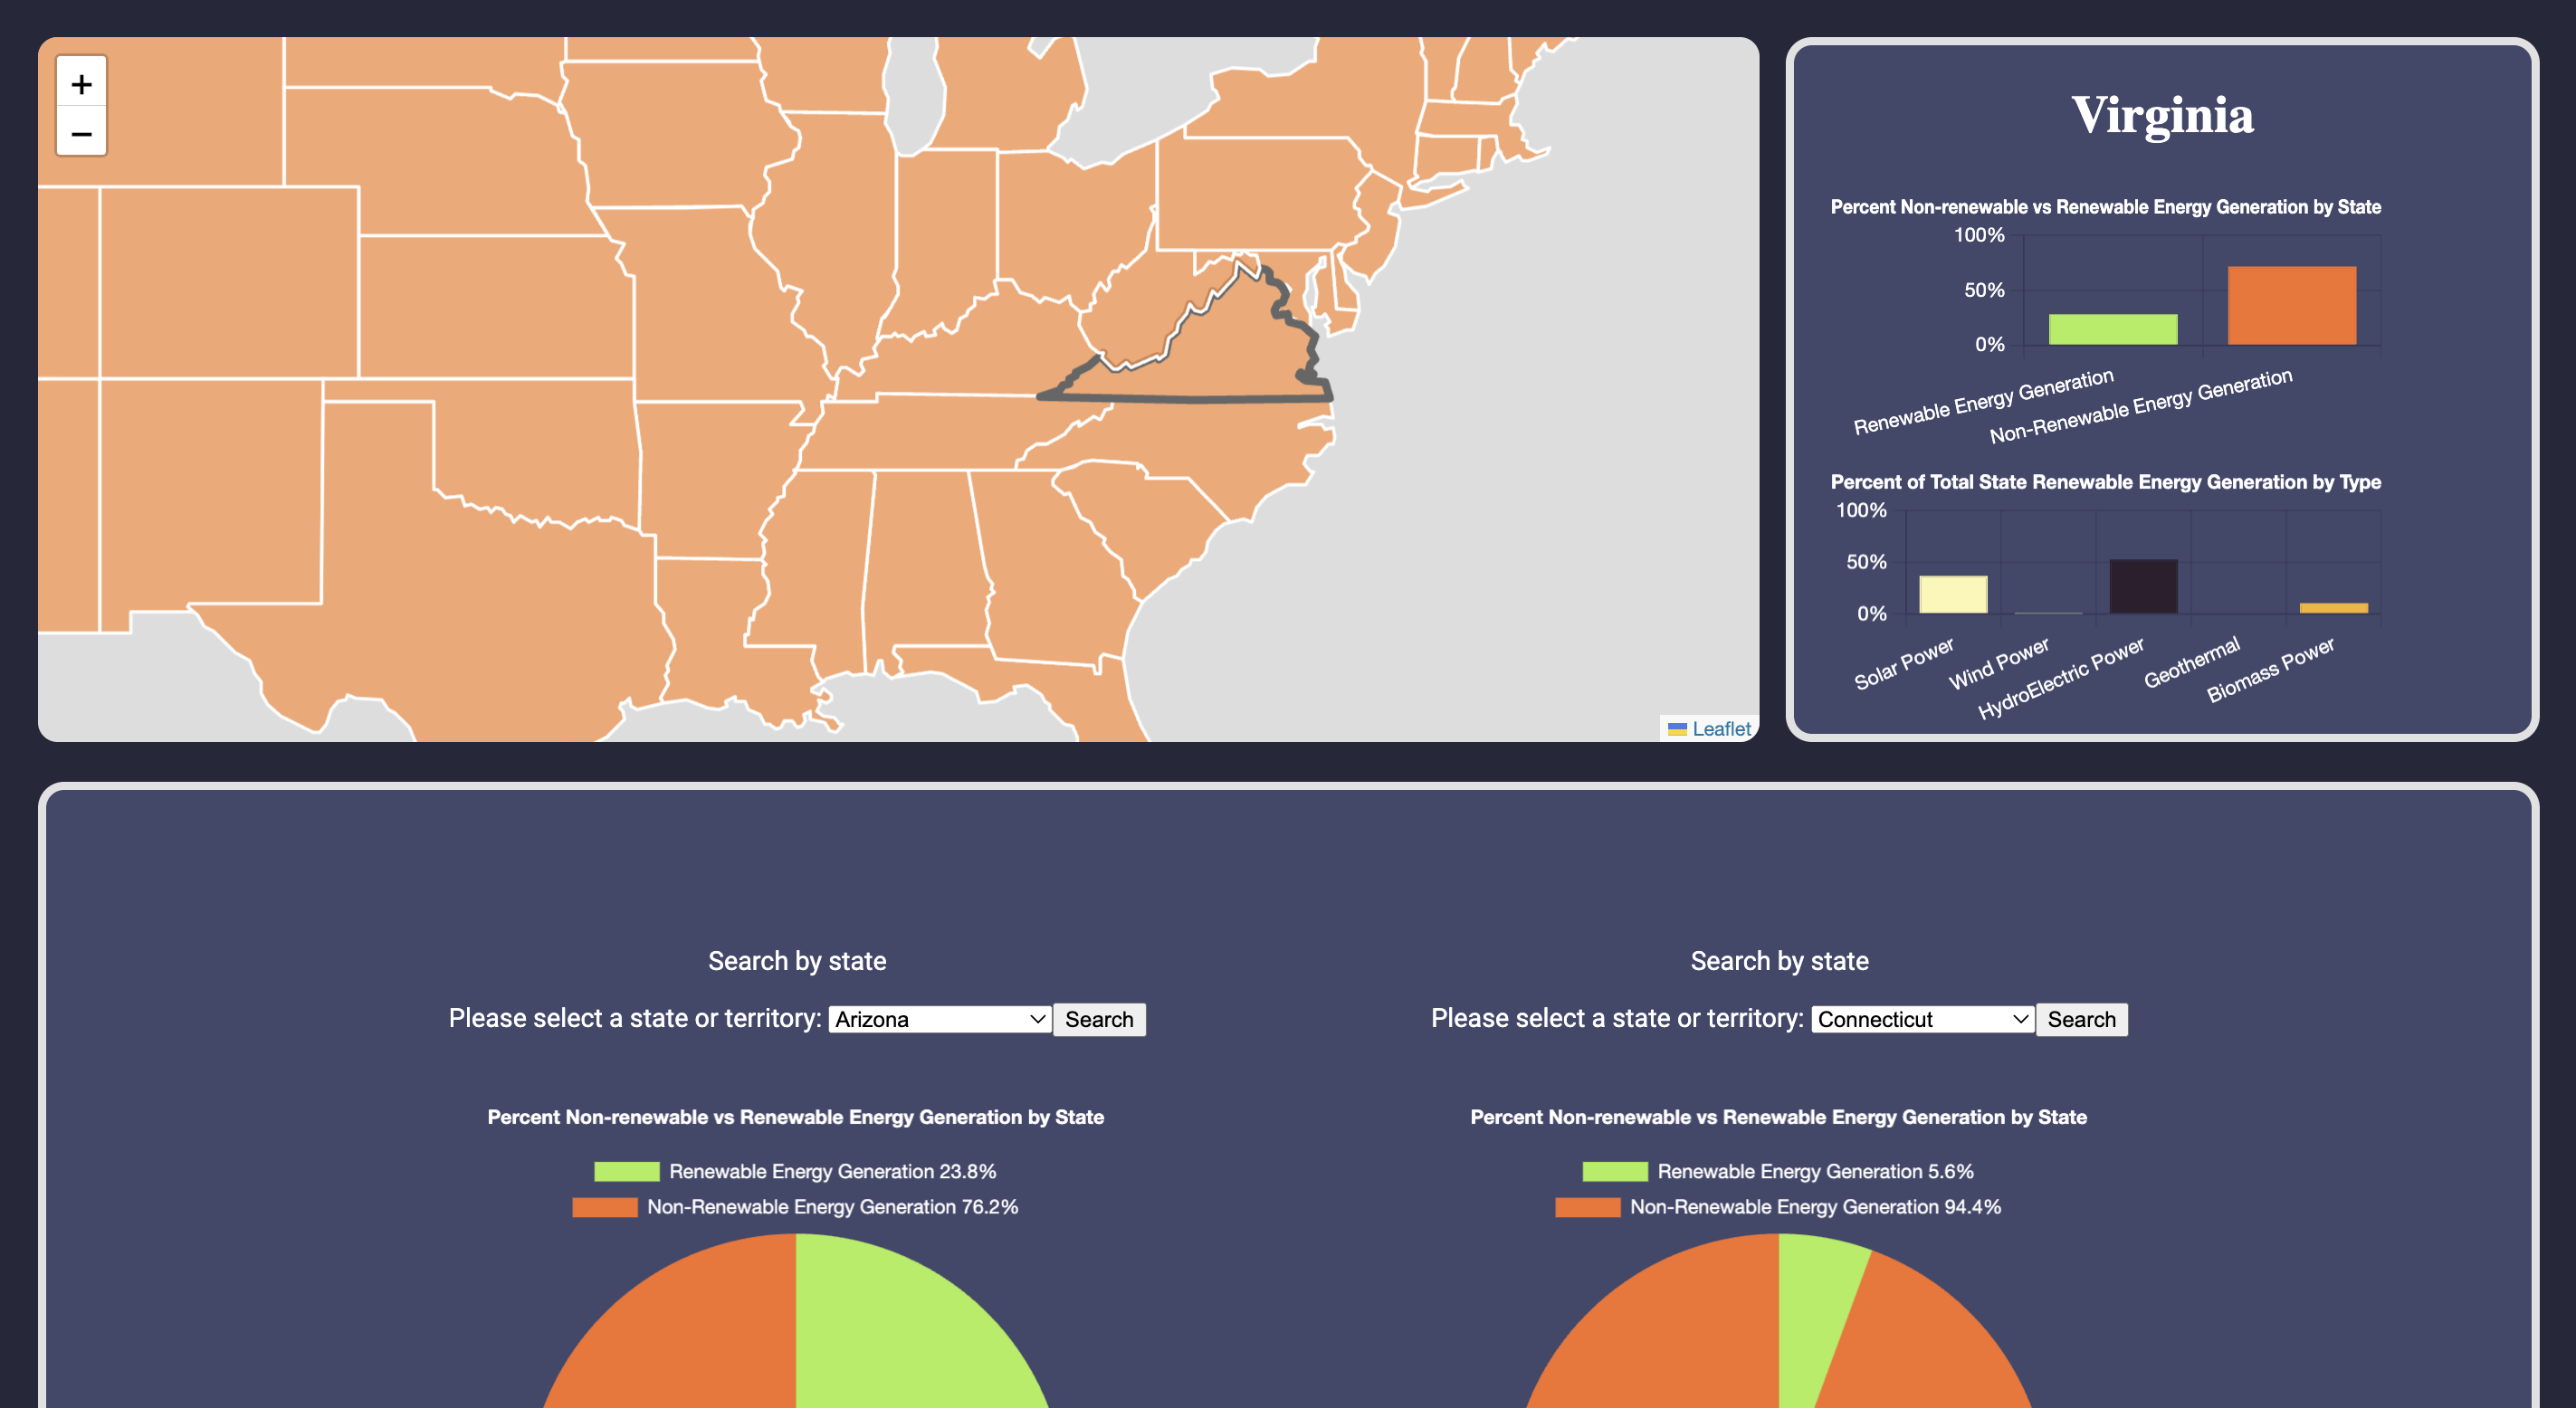 +
−
Leaflet
Virginia
Percent Non-renewable vs Renewable Energy Generation by State
100%
50%
0%
Renewable Energy Generation
Non-Renewable Energy Generation
Percent of Total State Renewable Energy Generation by Type
100%
50%
0%
Solar Power
Wind Power
HydroElectric Power
Geothermal
Biomass Power
Search by state
Please select a state or territory: Arizona Search
Percent Non-renewable vs Renewable Energy Generation by State
Renewable Energy Generation 23.8%
Non-Renewable Energy Generation 76.2%
Search by state
Please select a state or territory: Connecticut Search
Percent Non-renewable vs Renewable Energy Generation by State
Renewable Energy Generation 5.6%
Non-Renewable Energy Generation 94.4%